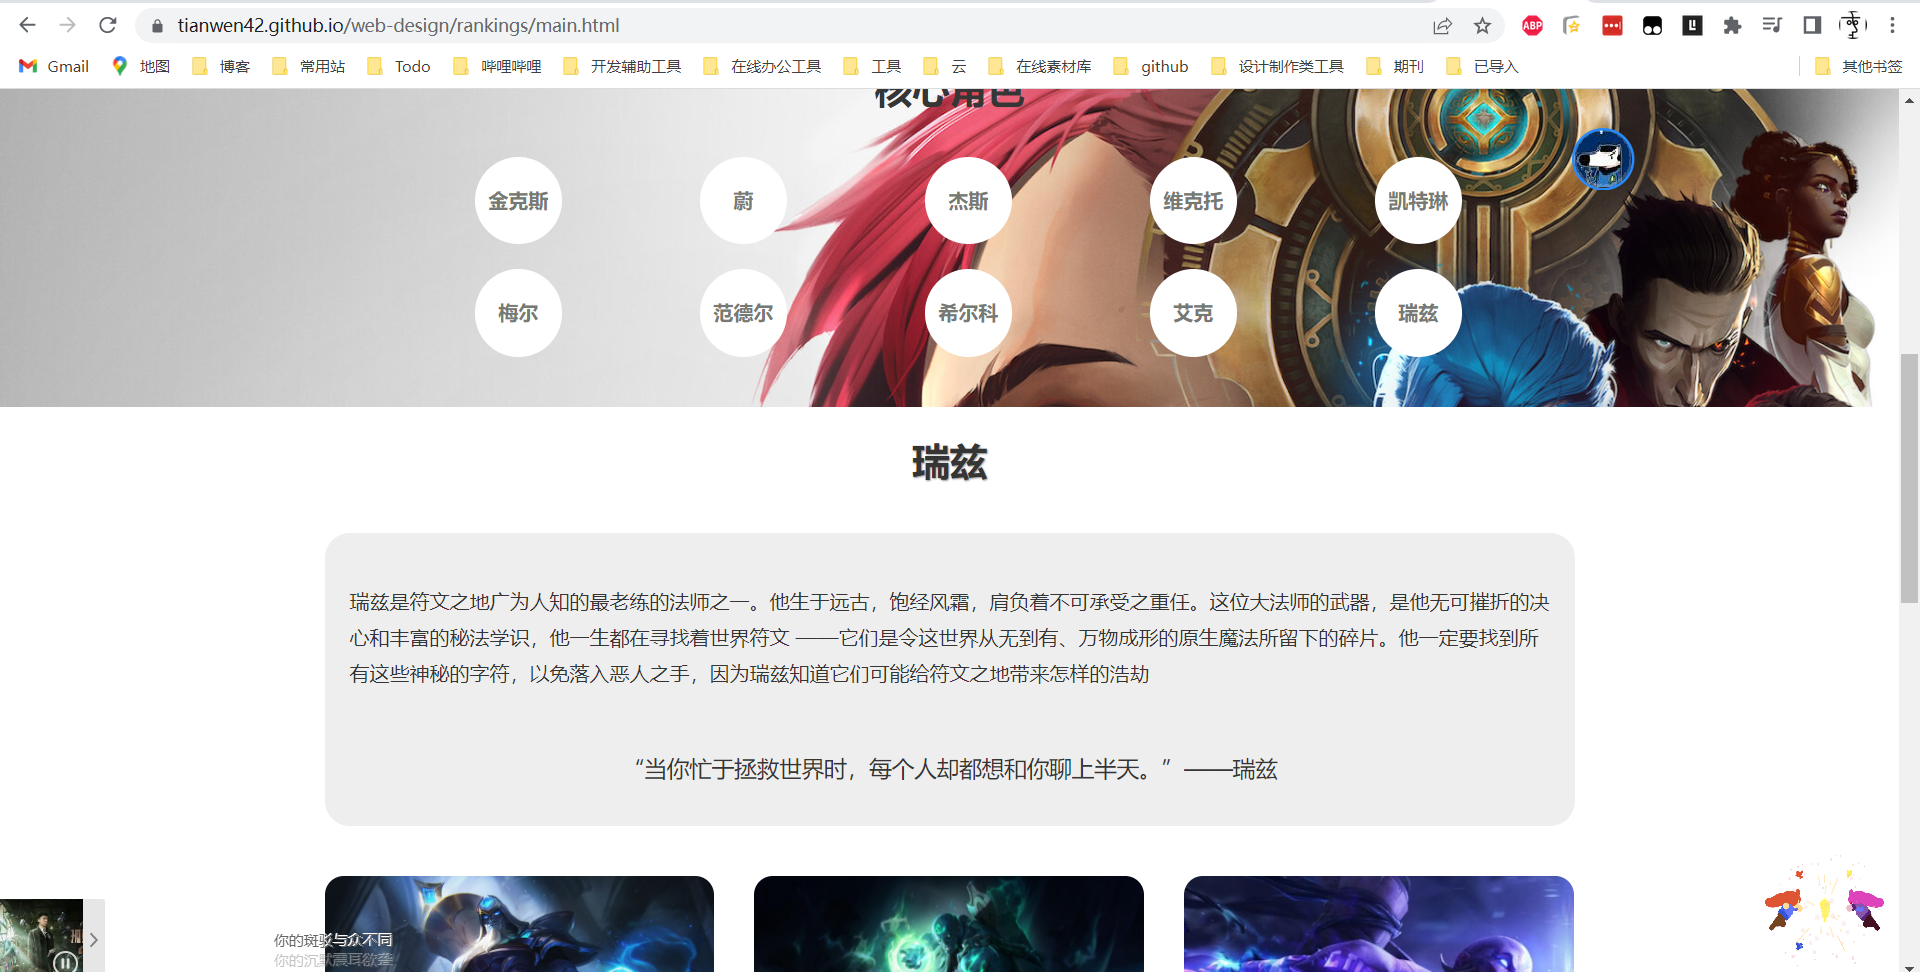 tianwen42.github.io/web-design/rankings/main.html
ABP
Gmail 地图 博客 常用站 Todo 哔哩哔哩 开发辅助工具 在线办公工具 工具 云 在线素材库 github 设计制作类工具 期刊 已导入 其他书签
核心角色
金克斯 蔚 杰斯 维克托 凯特琳
梅尔 范德尔 希尔科 艾克 瑞兹
瑞兹
瑞兹是符文之地广为人知的最老练的法师之一。他生于远古，饱经风霜，肩负着不可承受之重任。这位大法师的武器，是他无可摧折的决
心和丰富的秘法学识，他一生都在寻找着世界符文 ——它们是令这世界从无到有、万物成形的原生魔法所留下的碎片。他一定要找到所
有这些神秘的字符，以免落入恶人之手，因为瑞兹知道它们可能给符文之地带来怎样的浩劫
“当你忙于拯救世界时，每个人却都想和你聊上半天。”——瑞兹
你的斑驳与众不同
你的沉默震耳欲聋